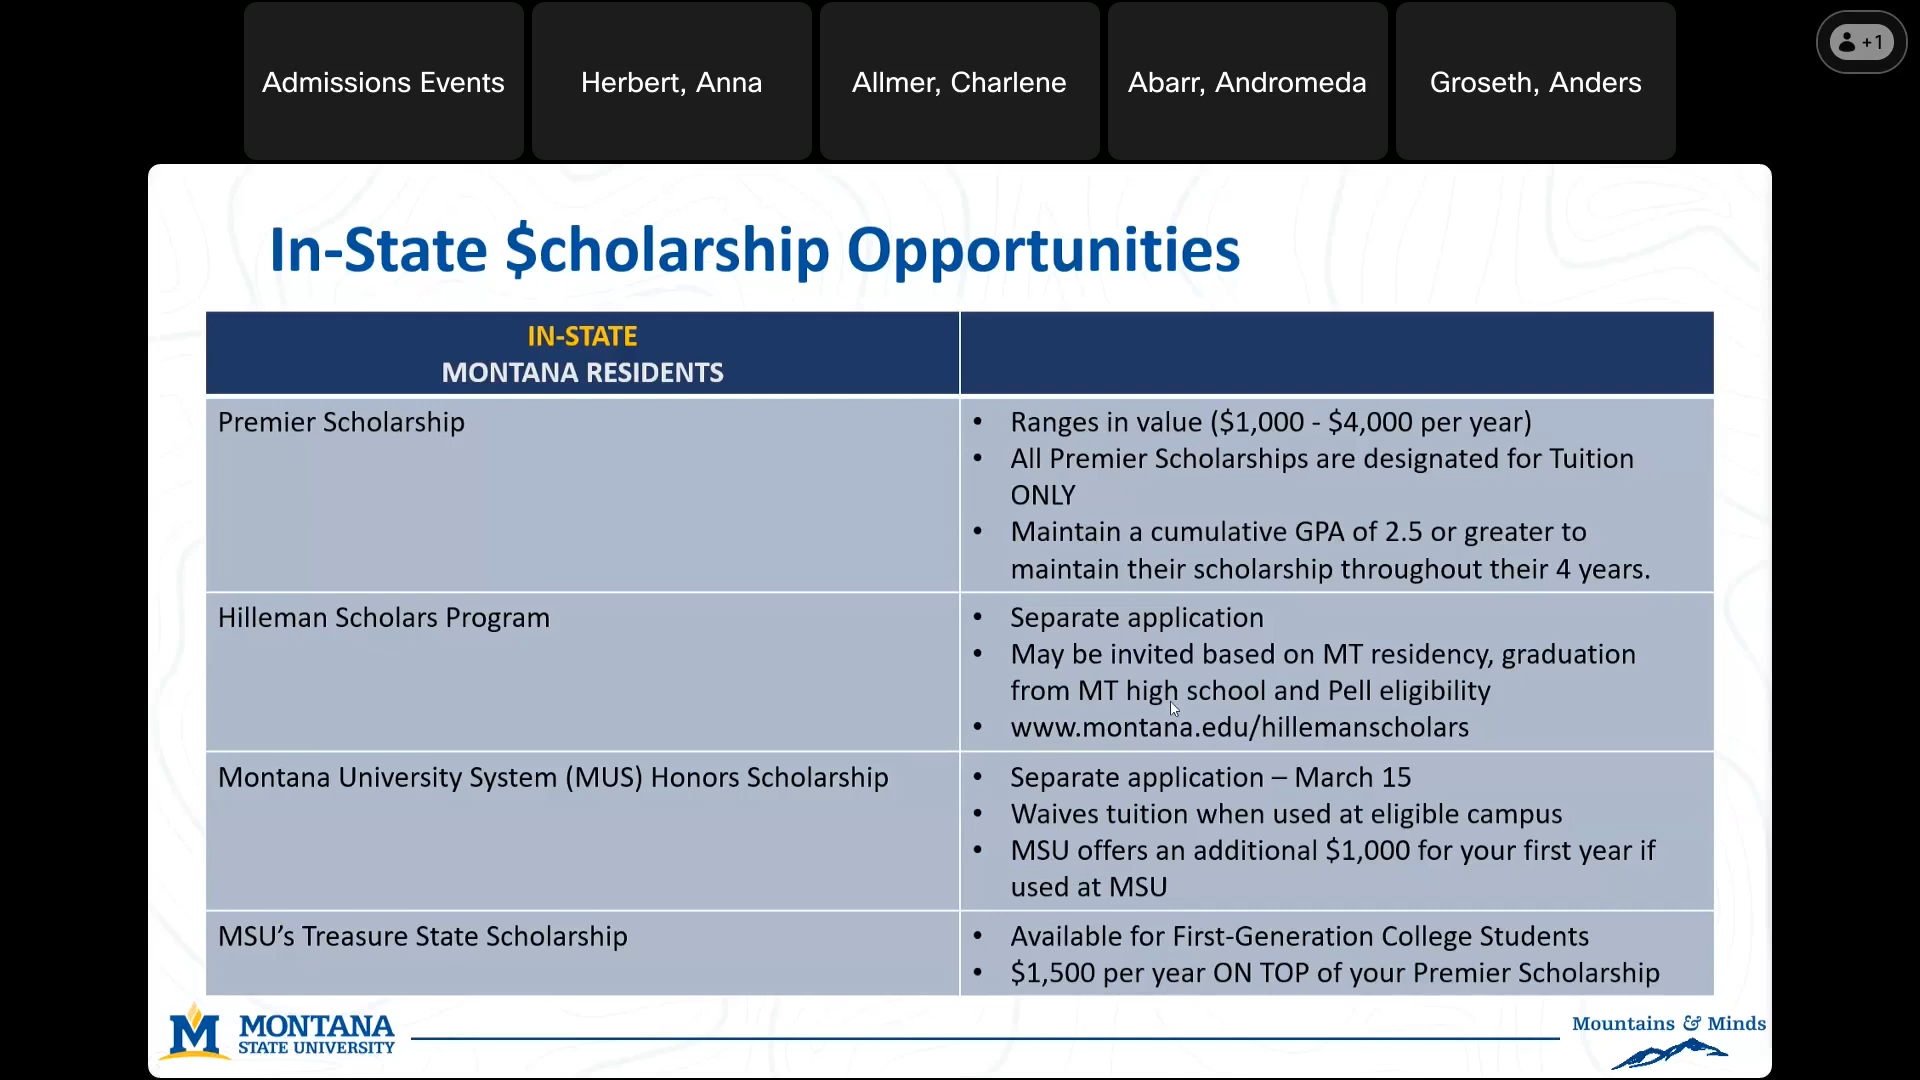 Admissions Events
Herbert, Anna
Allmer, Charlene
Abarr, Andromeda
Groseth, Anders
+1
In-State $cholarship Opportunities
IN-STATE
MONTANA RESIDENTS
Premier Scholarship
• Ranges in value ($1,000 - $4,000 per year)
• All Premier Scholarships are designated for Tuition
ONLY
• Maintain a cumulative GPA of 2.5 or greater to
maintain their scholarship throughout their 4 years.
Hilleman Scholars Program
• Separate application
• May be invited based on MT residency, graduation
from MT high school and Pell eligibility
• www.montana.edu/hillemanscholars
Montana University System (MUS) Honors Scholarship
• Separate application – March 15
• Waives tuition when used at eligible campus
• MSU offers an additional $1,000 for your first year if
used at MSU
MSU’s Treasure State Scholarship
• Available for First-Generation College Students
• $1,500 per year ON TOP of your Premier Scholarship
M
MONTANA
STATE UNIVERSITY
Mountains & Minds